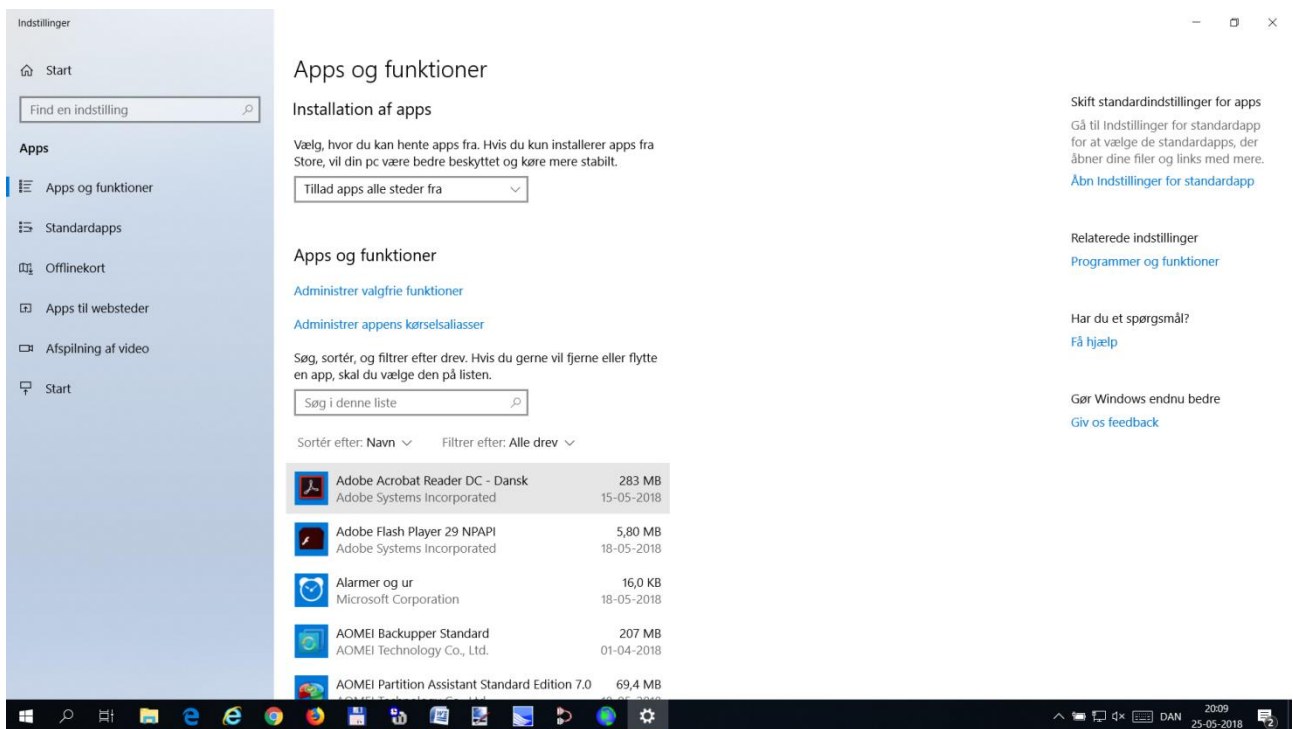 Indstillinger
Start
Find en indstilling
Apps
Apps og funktioner
Standardapps
Offlinekort
Apps til websteder
Afspilning af video
Start
Apps og funktioner
Installation af apps
Vælg, hvor du kan hente apps fra. Hvis du kun installerer apps fra
Store, vil din pc være bedre beskyttet og køre mere stabilt.
Tillad apps alle steder fra
Apps og funktioner
Administrer valgfrie funktioner
Administrer appens kørselsaliasser
Søg, sortér, og filtrer efter drev. Hvis du gerne vil fjerne eller flytte
en app, skal du vælge den på listen.
Søg i denne liste
Sortér efter: Navn Filtrer efter: Alle drev
Adobe Acrobat Reader DC - Dansk 283 MB
Adobe Systems Incorporated 15-05-2018
Adobe Flash Player 29 NPAPI 5,80 MB
Adobe Systems Incorporated 18-05-2018
Alarmer og ur 16,0 KB
Microsoft Corporation 18-05-2018
AOMEI Backupper Standard 207 MB
AOMEI Technology Co., Ltd. 01-04-2018
AOMEI Partition Assistant Standard Edition 7.0 69,4 MB
Skift standardindstillinger for apps
Gå til Indstillinger for standardapp
for at vælge de standardapps, der
åbner dine filer og links med mere.
Åbn Indstillinger for standardapp
Relaterede indstillinger
Programmer og funktioner
Har du et spørgsmål?
Få hjælp
Gør Windows endnu bedre
Giv os feedback
DAN
20:09
25-05-2018
2